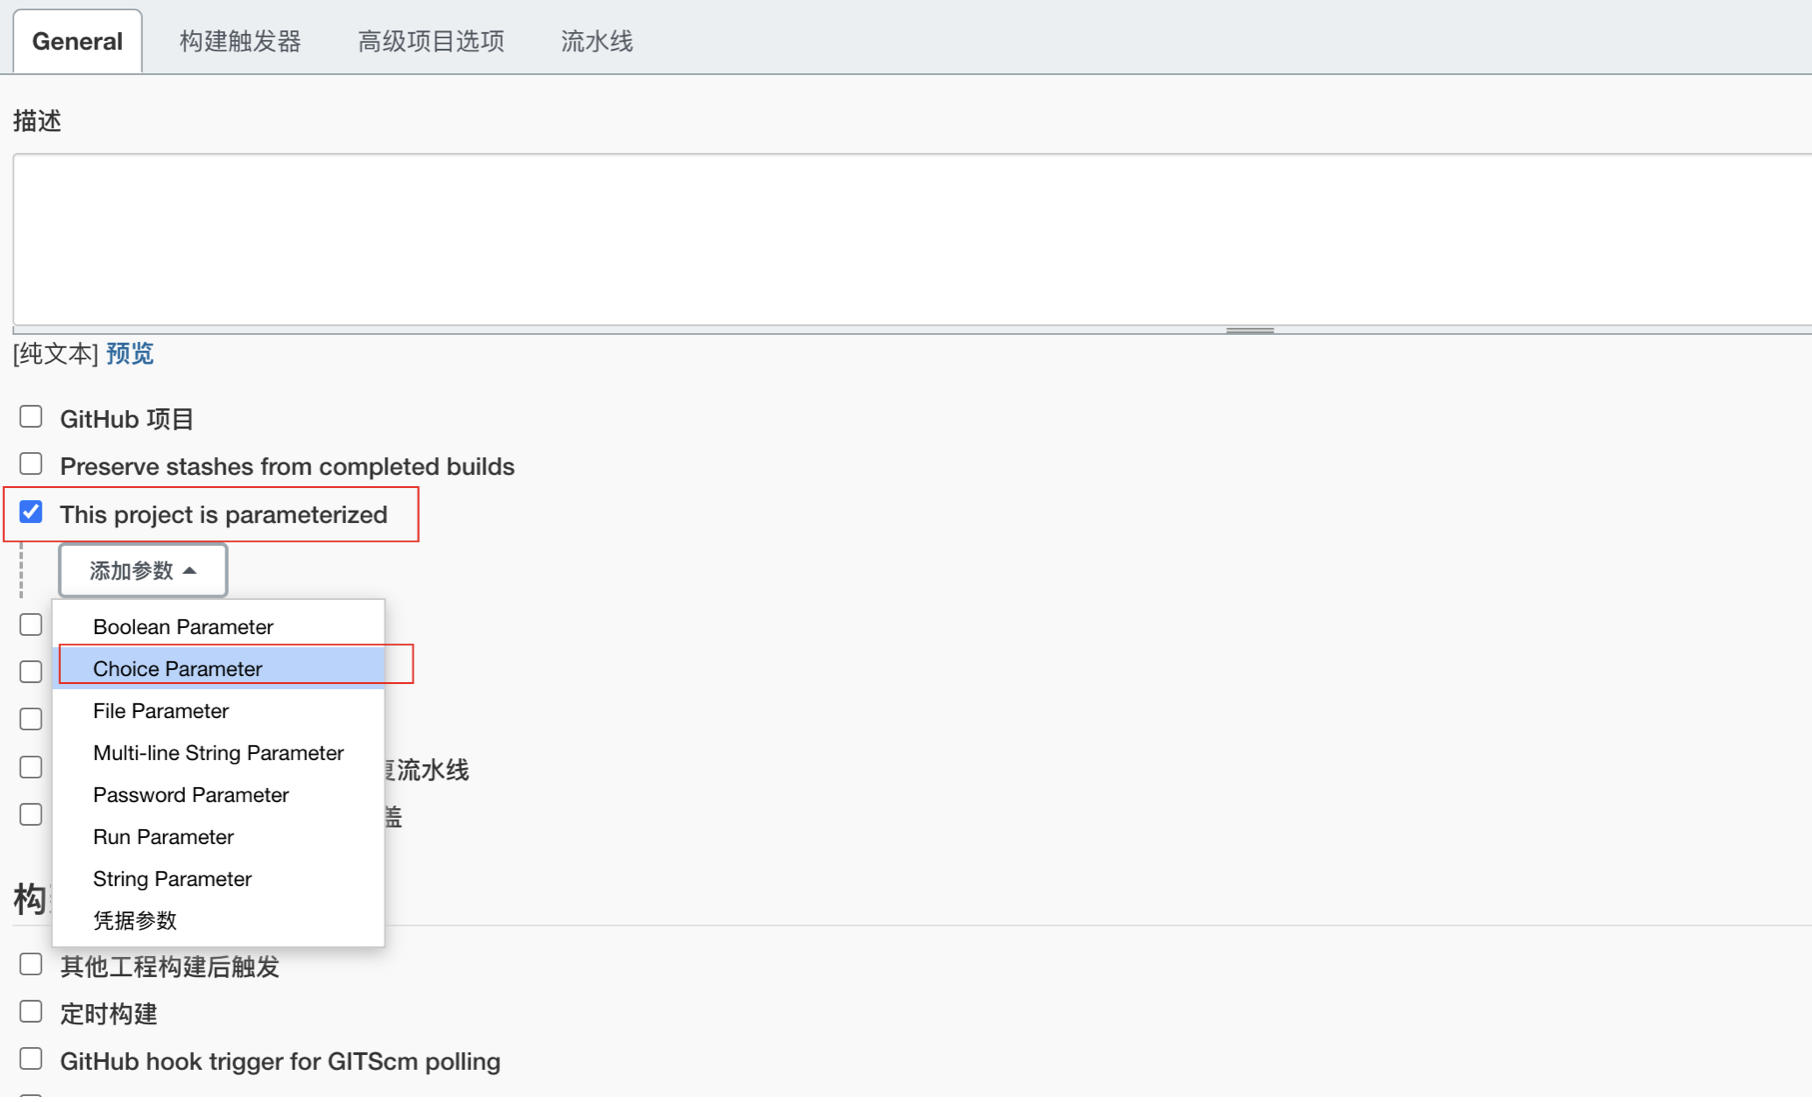 General 构建触发器 高级项目选项 流水线
描述
[纯文本] 预览
GitHub 项目
Preserve stashes from completed builds
This project is parameterized
添加参数
Boolean Parameter
Choice Parameter
File Parameter
Multi-line String Parameter
流水线
Password Parameter
盖
Run Parameter
String Parameter
构
凭据参数
其他工程构建后触发
定时构建
GitHub hook trigger for GITScm polling